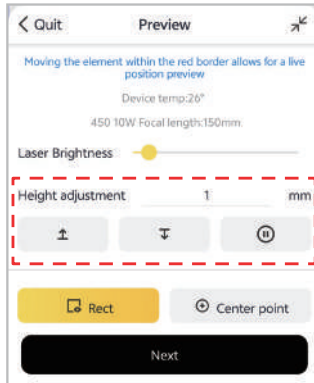 Quit Preview
Moving the element within the red border allows for a live
position preview
Device temp:26°
450 10W Focal length:150mm
Laser Brightness
Height adjustment 1 mm
Rect Center point
Next